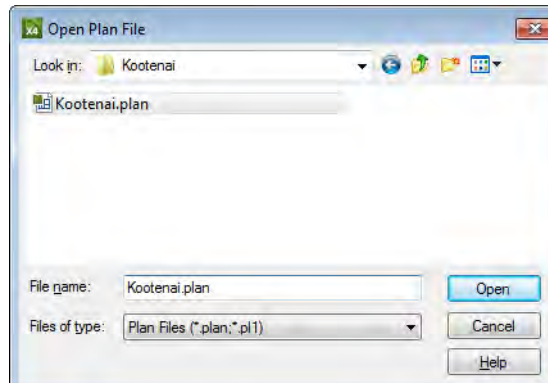 X4 Open Plan File
Look in: Kootenai
Kootenai.plan
File name: Kootenai.plan Open
Files of type: Plan Files (*.plan;*.pl1) Cancel
Help